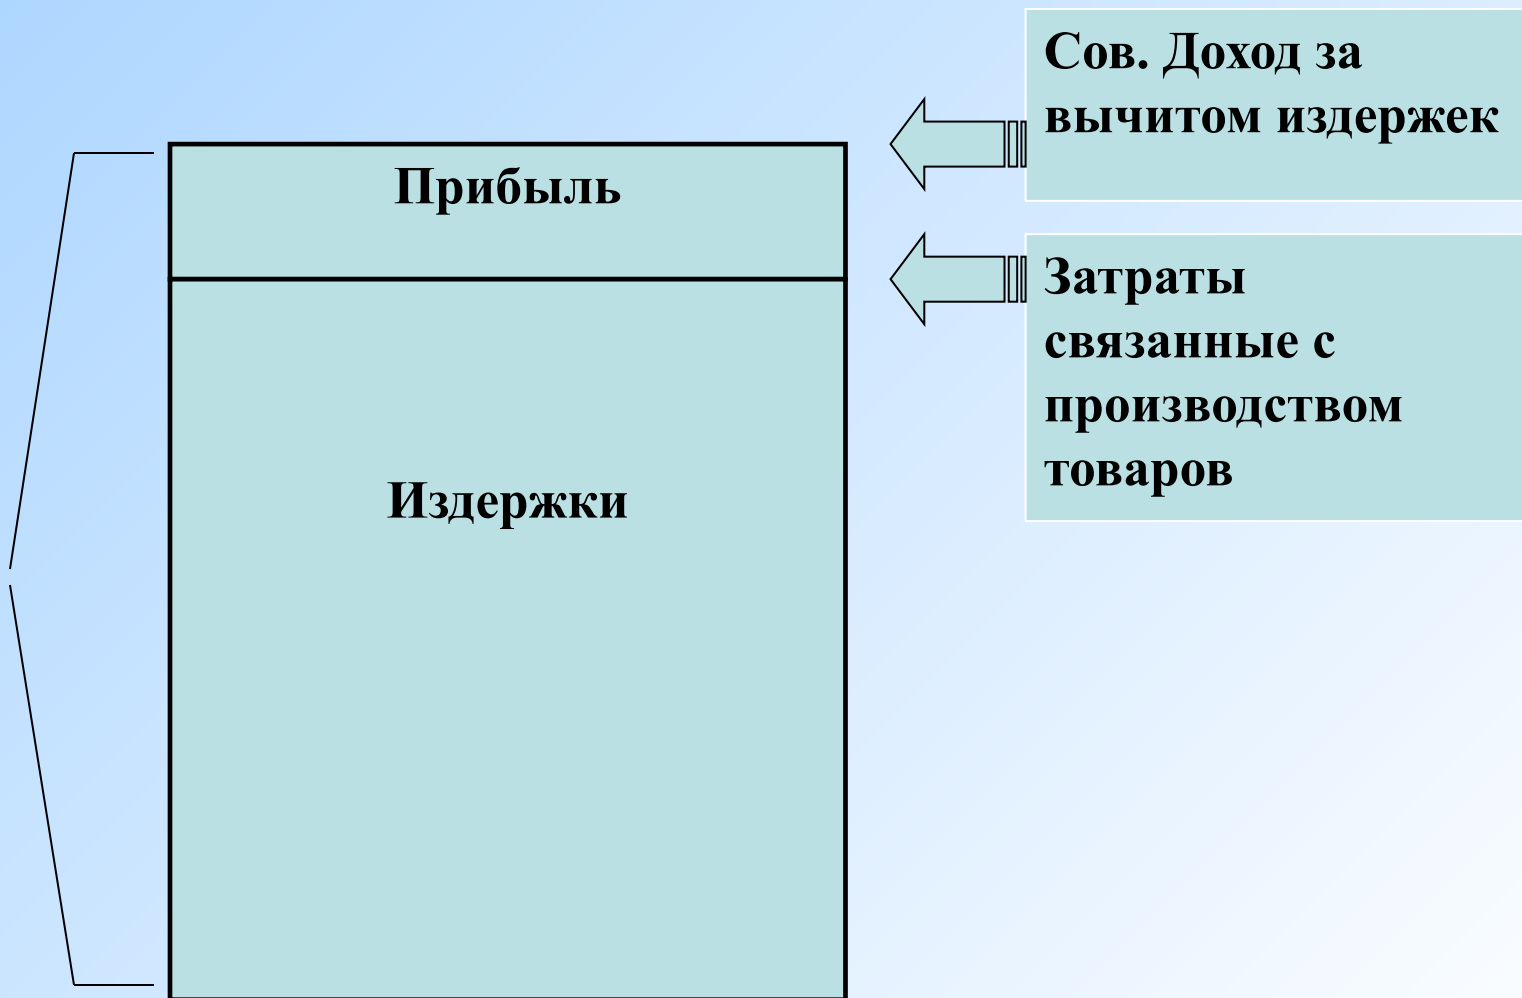 Сов. Доход за
вычитом издержек
Прибыль
Затраты
связанные с
производством
товаров
Издержки